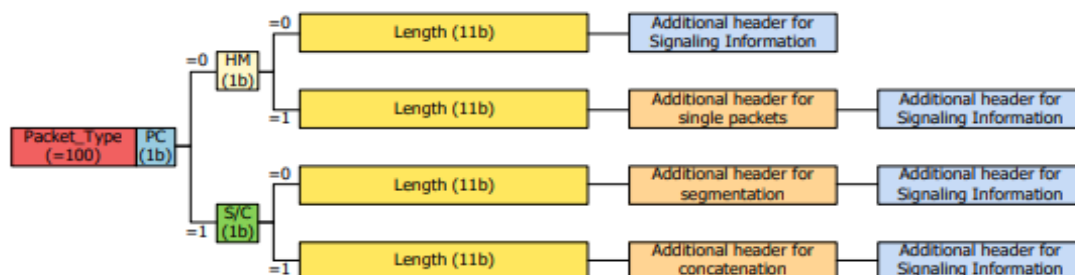 =0
Length (11b)
Additional header for
Signaling Information
=0
HM
(1b)
=1
Length (11b)
Additional header for
single packets
Additional header for
Signaling Information
Packet_Type
(=100)
PC
(1b)
=0
Length (11b)
Additional header for
segmentation
Additional header for
Signaling Information
=1
S/C
(1b)
=1
Length (11b)
Additional header for
concatenation
Additional header for
Signaling Information